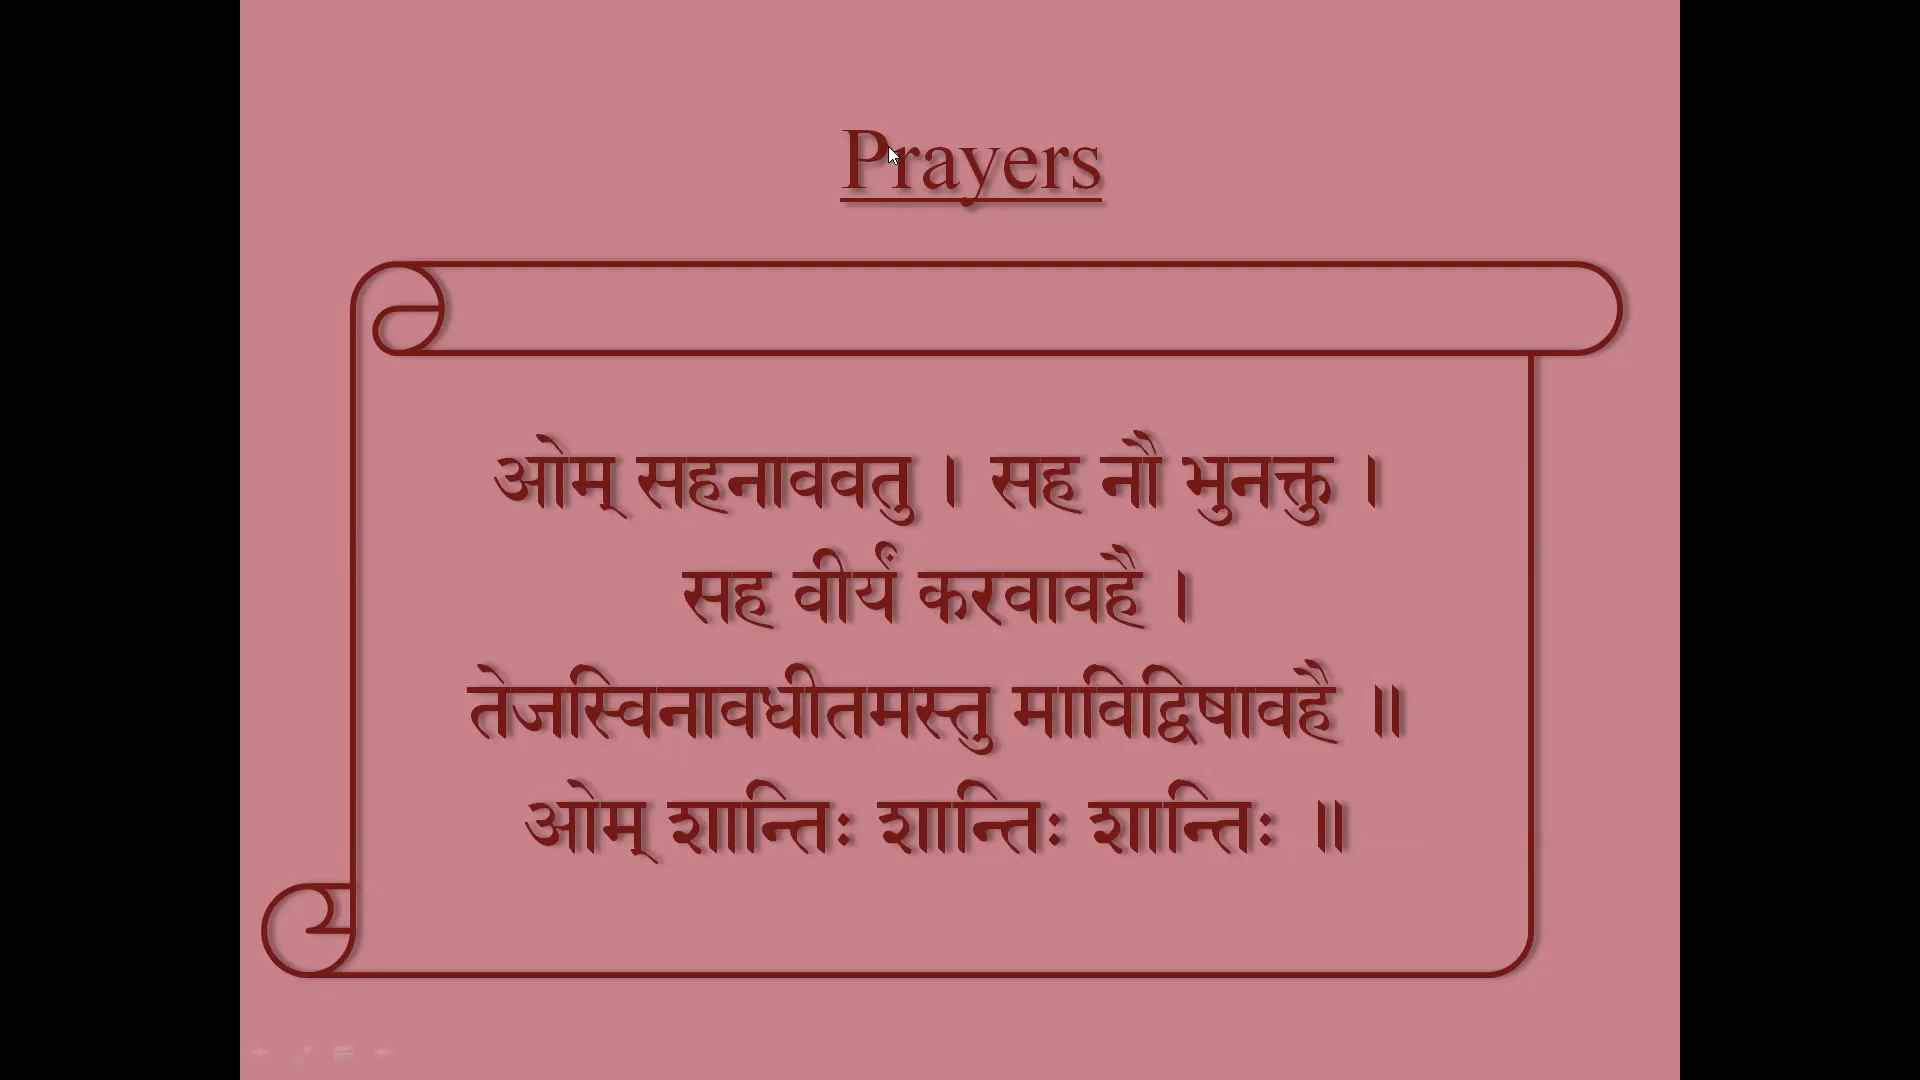 Prayers
ओम् सहनाववतु । सह नौ भुनक्तु ।
सह वीर्यं करवावहै ।
तेजस्विनावधीतमस्तु माविद्विषावहै ॥
ओम् शान्तिः शान्तिः शान्तिः ॥